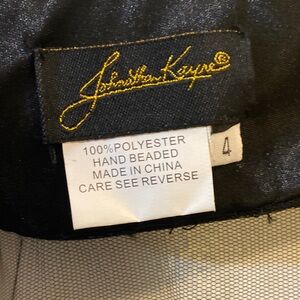 Johnathan Kayne®
100%POLYESTER
HAND BEADED
MADE IN CHINA
CARE SEE REVERSE
4